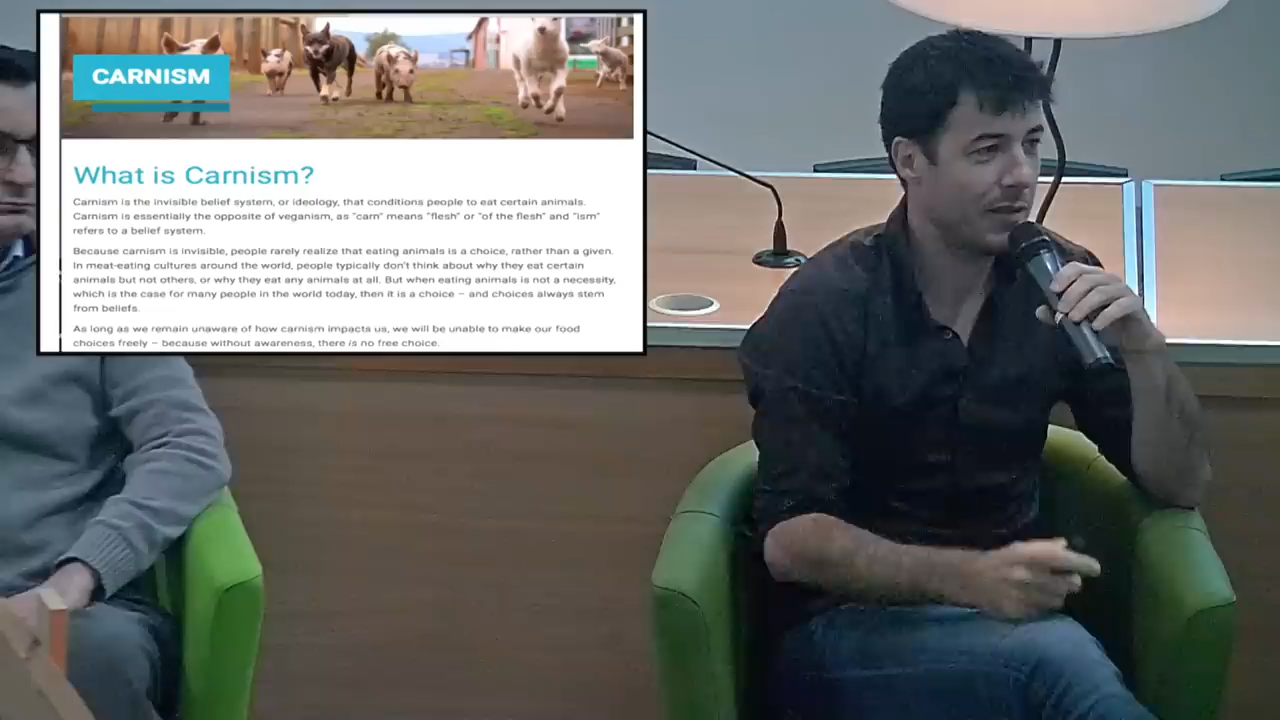 CARNISM
What is Carnism?
Carnism is the invisible belief system, or ideology, that conditions people to eat certain animals.
Carnism is essentially the opposite of veganism, as "carn" means "flesh" or "of the flesh" and "ism"
refers to a belief system.
Because carnism is invisible, people rarely realize that eating animals is a choice, rather than a given.
In meat-eating cultures around the world, people typically don't think about why they eat certain
animals but not others, or why they eat any animals at all. But when eating animals is not a necessity,
which is the case for many people in the world today, then it is a choice – and choices always stem
from beliefs.
As long as we remain unaware of how carnism impacts us, we will be unable to make our food
choices freely – because without awareness, there is no free choice.